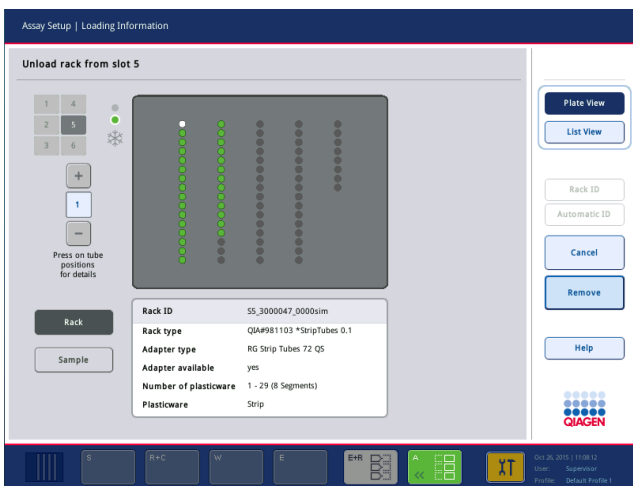 Assay Setup | Loading Information
Unload rack from slot 5
1 4
2 5
3 6
+
1
−
Press on tube
positions
for details
Rack
Sample
Rack ID S5_3000047_0000sim
Rack type QIA#981103 *StripTubes 0.1
Adapter type RG Strip Tubes 72 QS
Adapter available yes
Number of plasticware 1 - 29 (8 Segments)
Plasticware Strip
Plate View
List View
Rack ID
Automatic ID
Cancel
Remove
Help
QIAGEN
S R+C W E E+R A
Oct 26, 2015 | 11:08:12
User: Supervisor
Profile: Default Profile 1